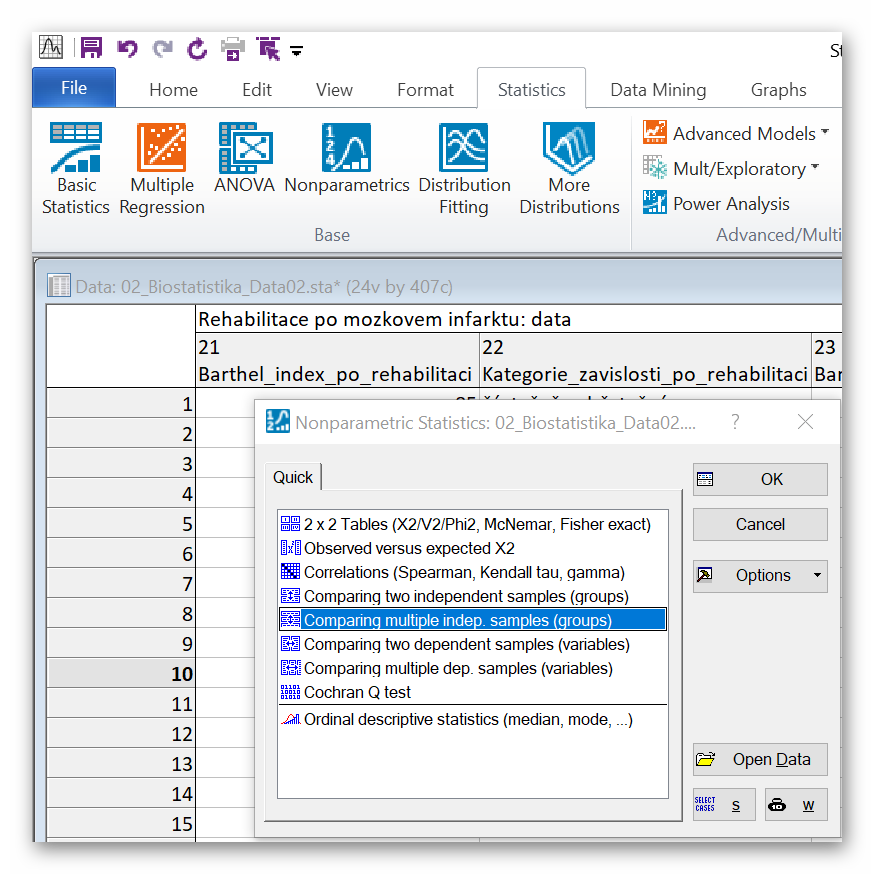 St
File Home Edit View Format Statistics Data Mining Graphs
Basic Statistics
Multiple Regression
ANOVA
Nonparametrics
Distribution Fitting
More Distributions
Advanced Models
Mult/Exploratory
Power Analysis
Base
Advanced/Multi
Data: 02_Biostatistika_Data02.sta* (24v by 407c)
Rehabilitace po mozkovem infarktu: data
21 22 23
Barthel_index_po_rehabilitaci Kategorie_zavislosti_po_rehabilitaci Bar
1
2
3
4
5
6
7
8
9
10
11
12
13
14
15
Nonparametric Statistics: 02_Biostatistika_Data02.... ?
Quick
2 x 2 Tables (X2/V2/Phi2, McNemar, Fisher exact)
Observed versus expected X2
Correlations (Spearman, Kendall tau, gamma)
Comparing two independent samples (groups)
Comparing multiple indep. samples (groups)
Comparing two dependent samples (variables)
Comparing multiple dep. samples (variables)
Cochran Q test
Ordinal descriptive statistics (median, mode, ...)
OK
Cancel
Options
Open Data
SELECT CASES S
W